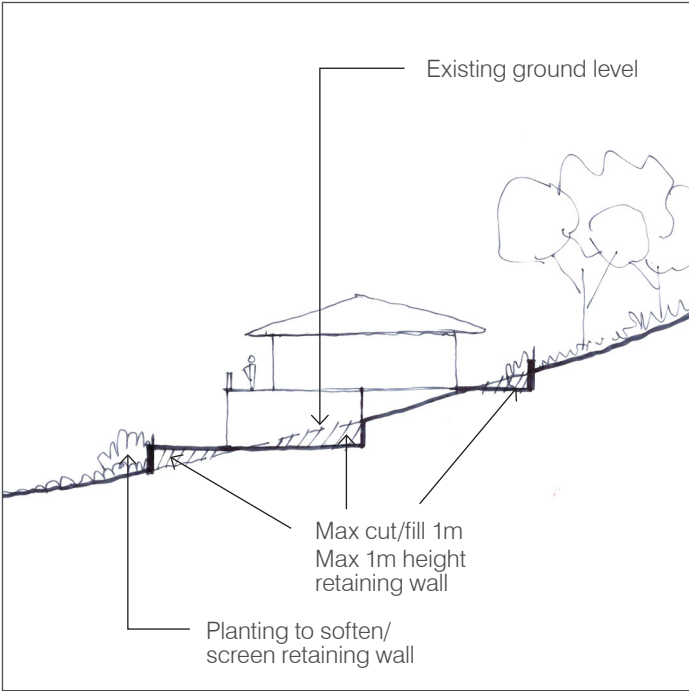 Existing ground level
Max cut/fill 1m
Max 1m height
retaining wall
Planting to soften/
screen retaining wall